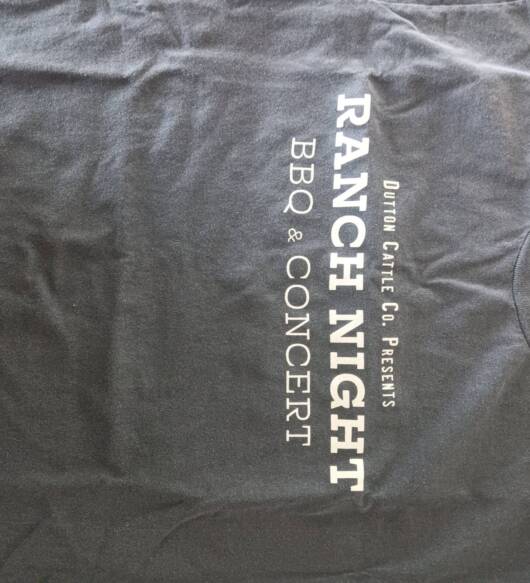 Dutton Cattle Co. Presents
RANCH NIGHT
BBQ & CONCERT